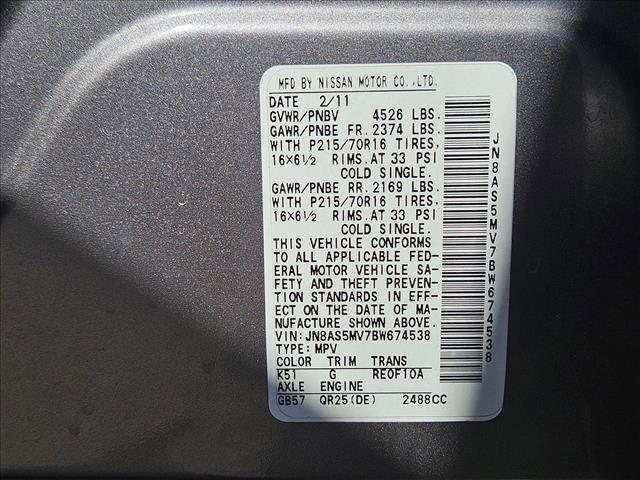 MFD BY NISSAN MOTOR CO.,LTD.
DATE 2/11
GVWR/PNBV 4526 LBS.
GAWR/PNBE FR. 2374 LBS.
WITH P215/70R16 TIRES,
16X6½ RIMS.AT 33 PSI
COLD SINGLE.
GAWR/PNBE RR. 2169 LBS.
WITH P215/70R16 TIRES,
16X6½ RIMS.AT 33 PSI
COLD SINGLE.
THIS VEHICLE CONFORMS
TO ALL APPLICABLE FED-
ERAL MOTOR VEHICLE SA-
FETY AND THEFT PREVEN-
TION STANDARDS IN EFF-
ECT ON THE DATE OF MA-
NUFACTURE SHOWN ABOVE.
VIN:JN8AS5MV7BW674538
TYPE:MPV
COLOR TRIM TRANS
K51 G RE0F10A
AXLE ENGINE
GB57 QR25(DE) 2488CC
JN8AS5MV7BW674538